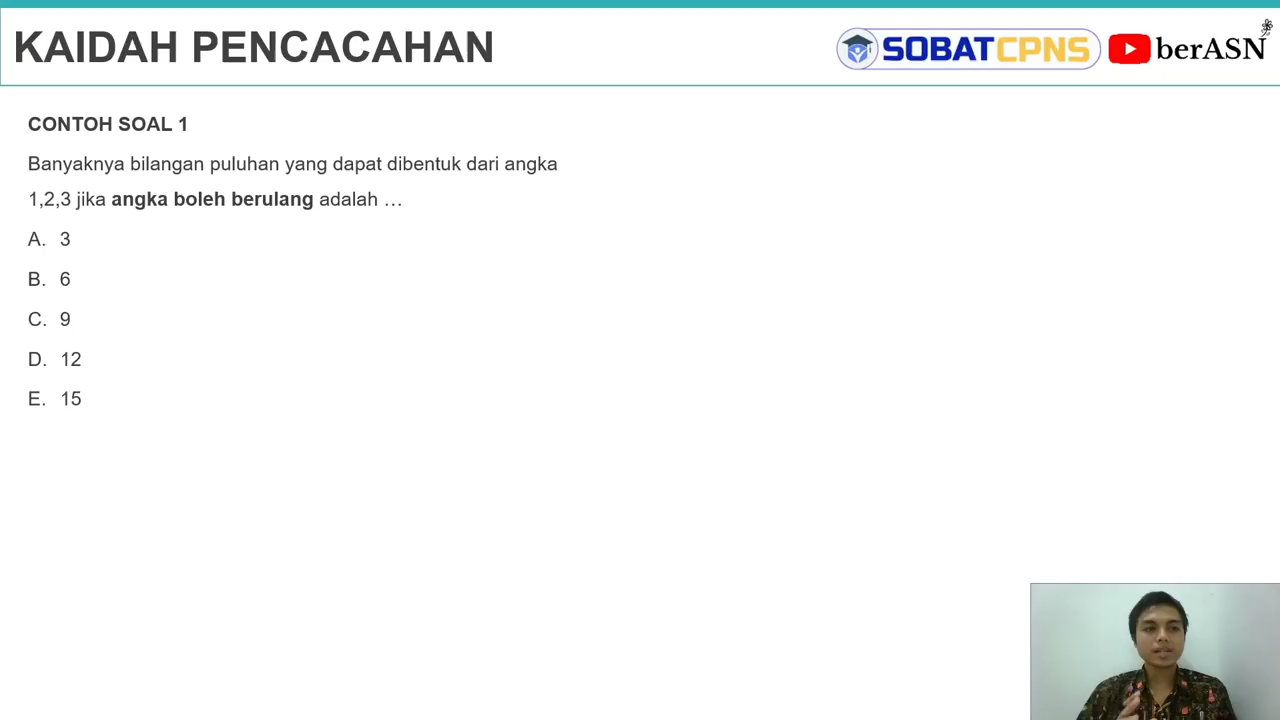 KAIDAH PENCACAHAN
SOBATCPNS
berASN
CONTOH SOAL 1
Banyaknya bilangan puluhan yang dapat dibentuk dari angka
1,2,3 jika angka boleh berulang adalah …
A. 3
B. 6
C. 9
D. 12
E. 15